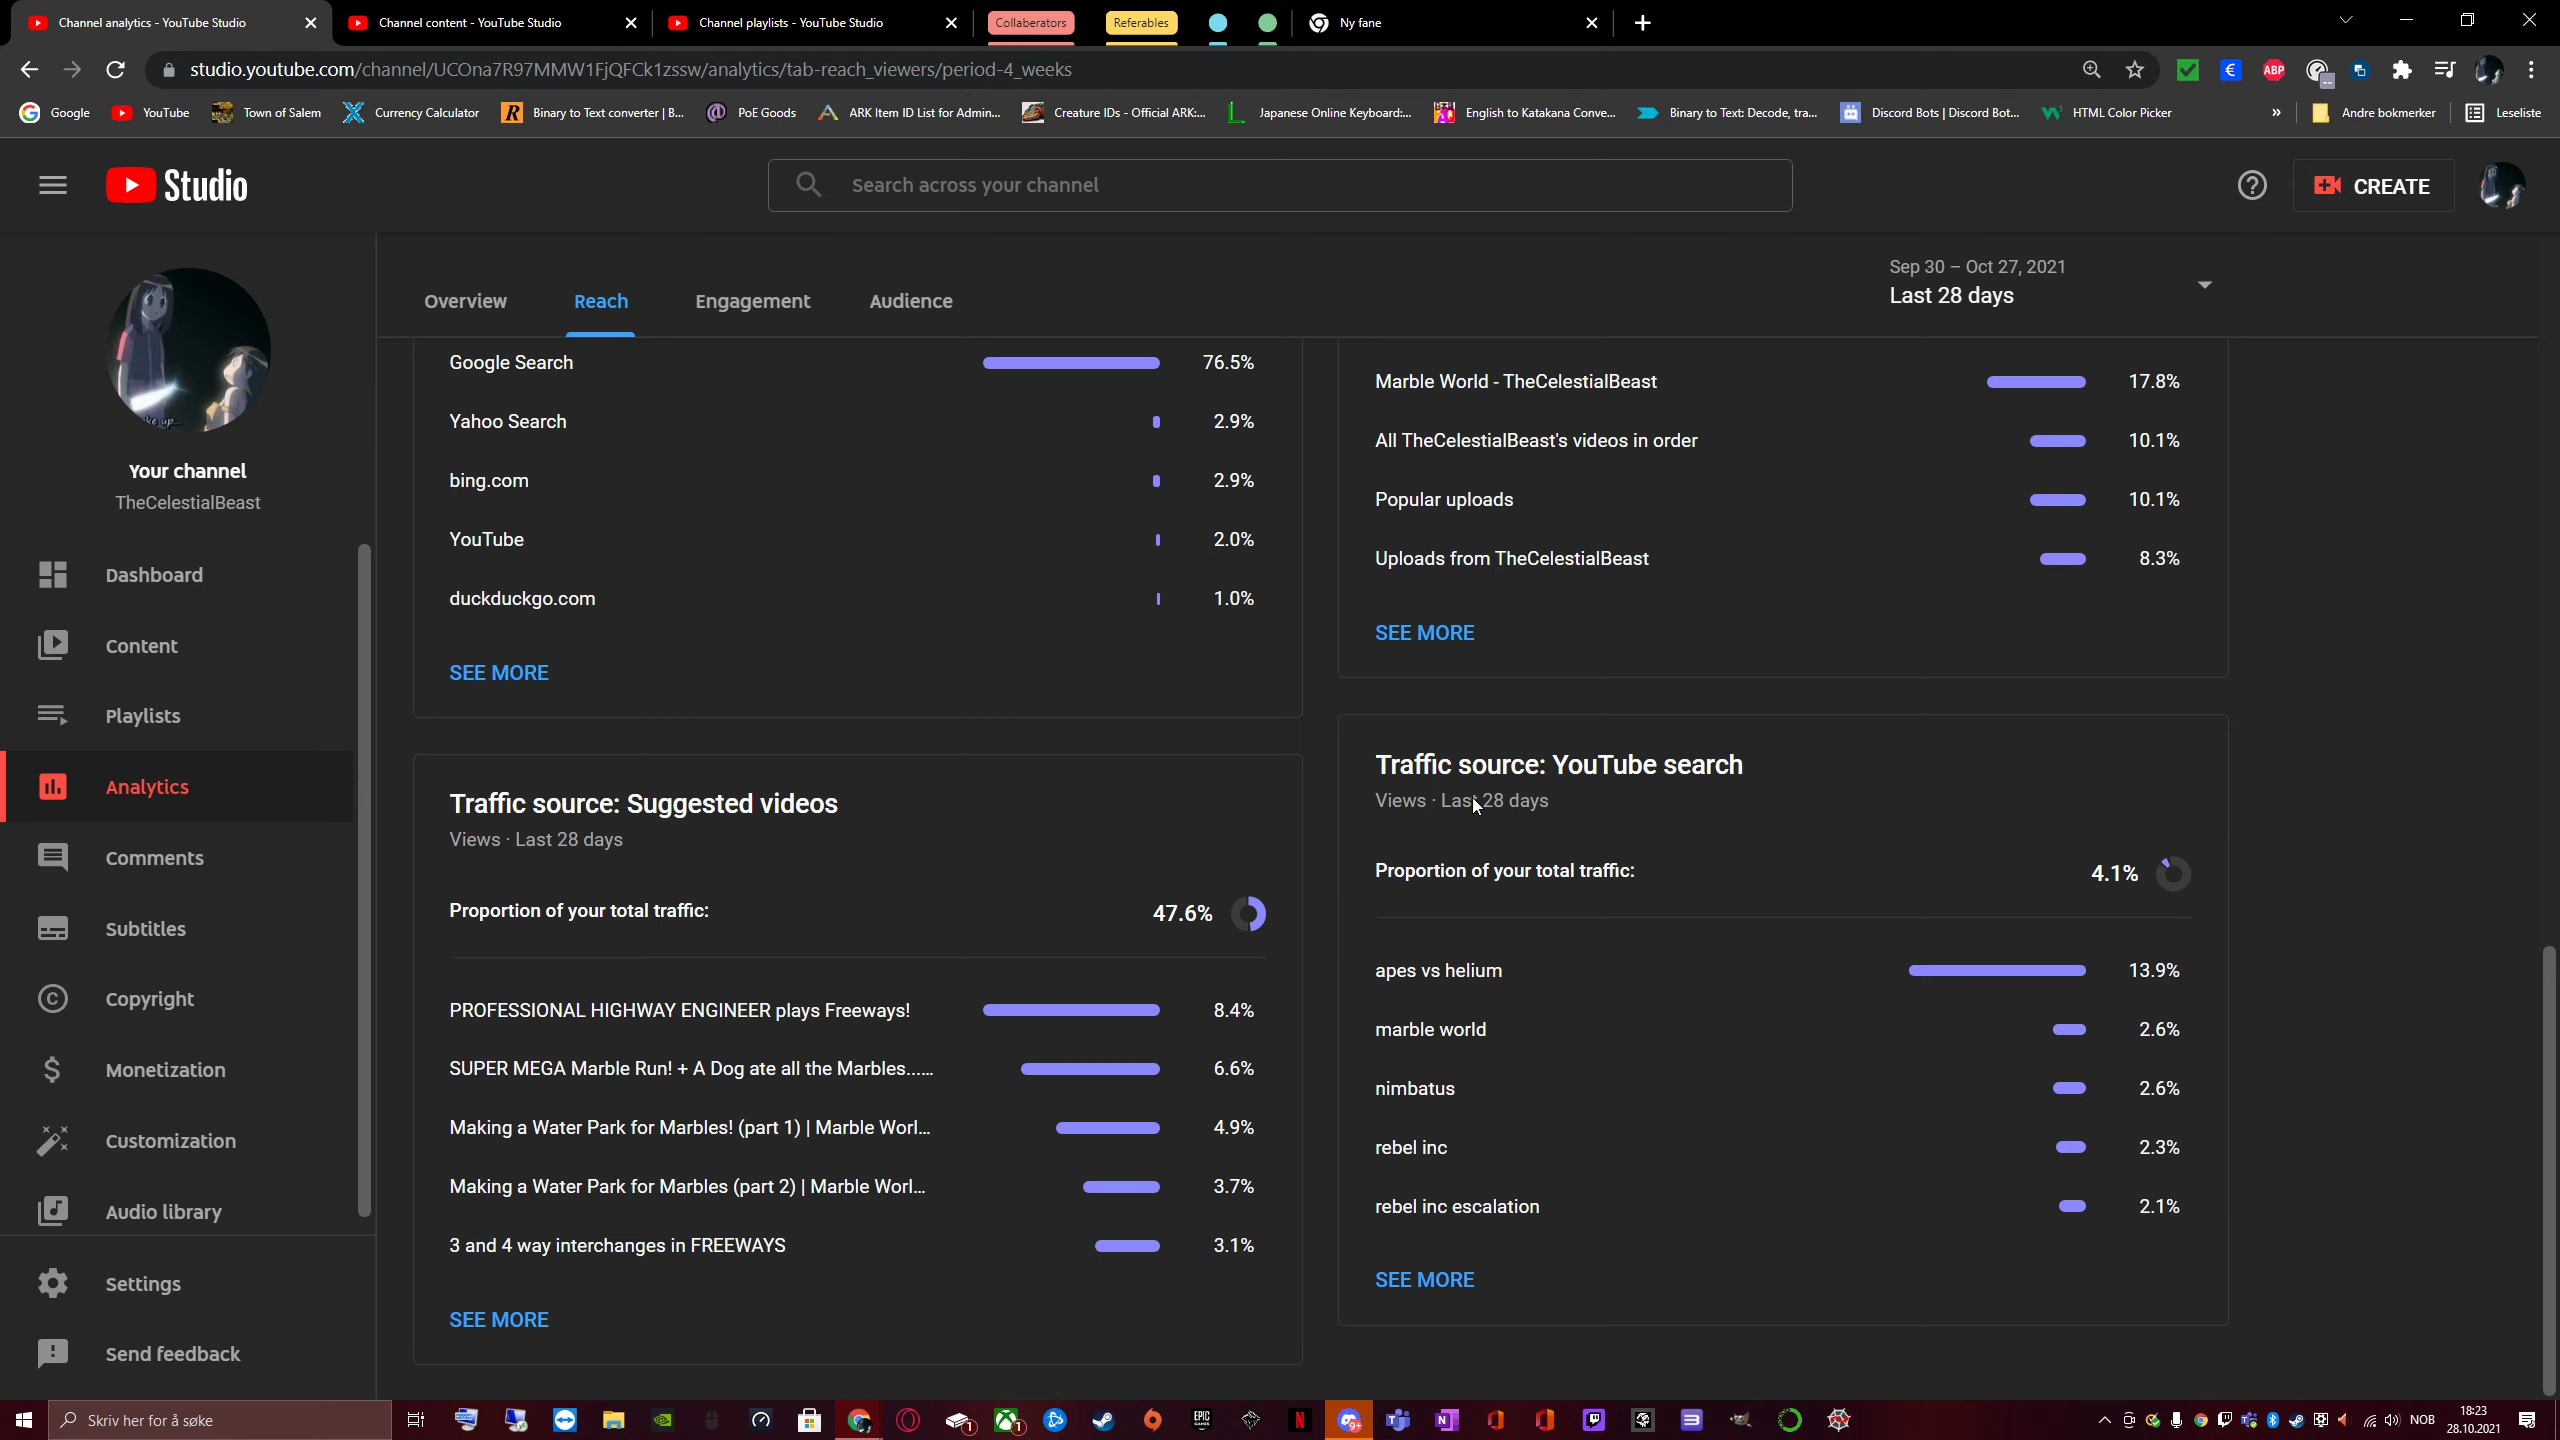 Channel analytics - YouTube Studio
Channel content - YouTube Studio
Channel playlists - YouTube Studio
Collaberators
Referables
Ny fane
studio.youtube.com/channel/UCOna7R97MMW1FjQFCk1zssw/analytics/tab-reach_viewers/period-4_weeks
ABP
Google
YouTube
Town of Salem
Currency Calculator
Binary to Text converter | B...
PoE Goods
ARK Item ID List for Admin...
Creature IDs - Official ARK:...
Japanese Online Keyboard:...
English to Katakana Conve...
Binary to Text: Decode, tra...
Discord Bots | Discord Bot...
HTML Color Picker
»
Andre bokmerker
Leseliste
Studio
Search across your channel
CREATE
Your channel
TheCelestialBeast
Dashboard
Content
Playlists
Analytics
Comments
Subtitles
Copyright
Monetization
Customization
Audio library
Settings
Send feedback
Overview
Reach
Engagement
Audience
Sep 30 – Oct 27, 2021
Last 28 days
Google Search 76.5%
Yahoo Search 2.9%
bing.com 2.9%
YouTube 2.0%
duckduckgo.com 1.0%
SEE MORE
Marble World - TheCelestialBeast 17.8%
All TheCelestialBeast's videos in order 10.1%
Popular uploads 10.1%
Uploads from TheCelestialBeast 8.3%
SEE MORE
Traffic source: Suggested videos
Views · Last 28 days
Proportion of your total traffic: 47.6%
PROFESSIONAL HIGHWAY ENGINEER plays Freeways! 8.4%
SUPER MEGA Marble Run! + A Dog ate all the Marbles...... 6.6%
Making a Water Park for Marbles! (part 1) | Marble Worl... 4.9%
Making a Water Park for Marbles (part 2) | Marble Worl... 3.7%
3 and 4 way interchanges in FREEWAYS 3.1%
SEE MORE
Traffic source: YouTube search
Views · Last 28 days
Proportion of your total traffic: 4.1%
apes vs helium 13.9%
marble world 2.6%
nimbatus 2.6%
rebel inc 2.3%
rebel inc escalation 2.1%
SEE MORE
Skriv her for å søke
NOB
18:23
28.10.2021